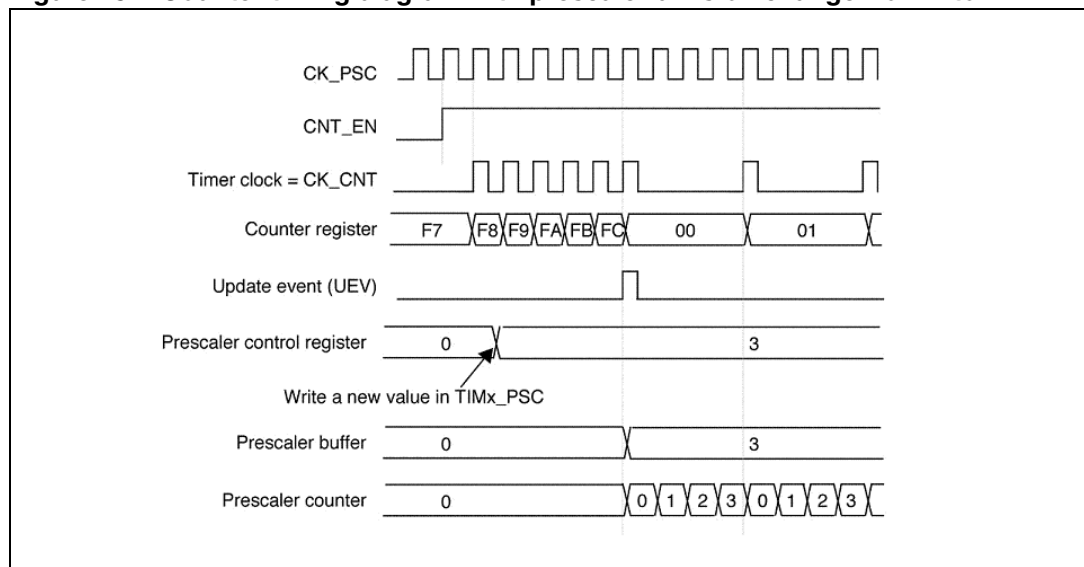 CK_PSC
CNT_EN
Timer clock = CK_CNT
Counter register F7 F8 F9 FA FB FC 00 01
Update event (UEV)
Prescaler control register 0 3
Write a new value in TIMx_PSC
Prescaler buffer 0 3
Prescaler counter 0 0 1 2 3 0 1 2 3